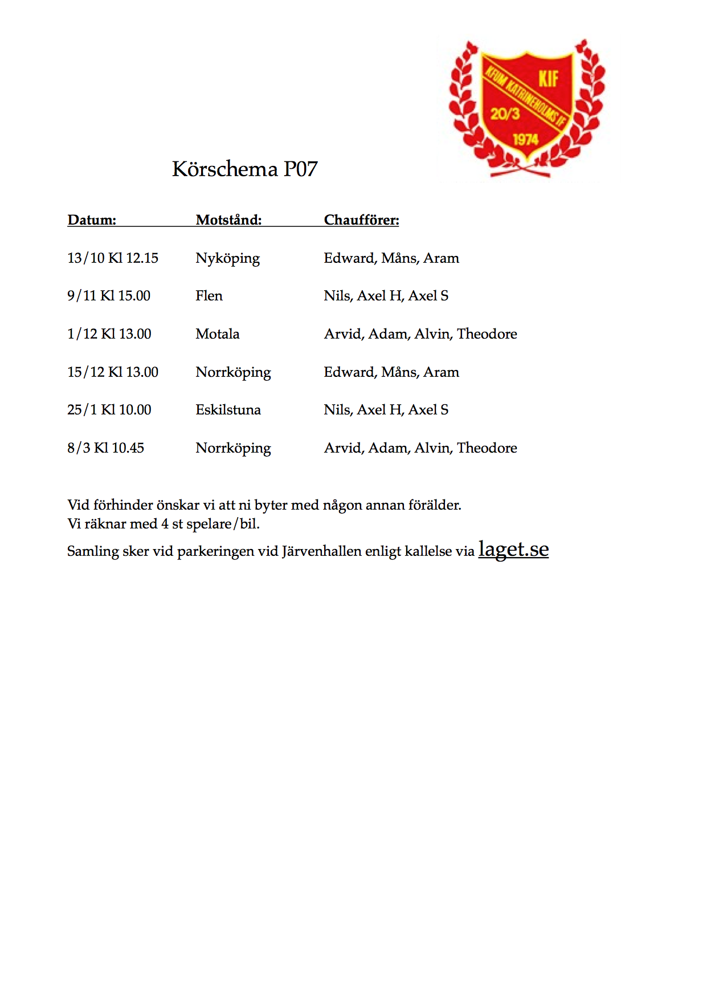 KIF
KFUM KATRINEHOLMS IF
20/3
1974
Körschema P07
Datum: Motstånd: Chaufförer:
13/10 Kl 12.15 Nyköping Edward, Måns, Aram
9/11 Kl 15.00 Flen Nils, Axel H, Axel S
1/12 Kl 13.00 Motala Arvid, Adam, Alvin, Theodore
15/12 Kl 13.00 Norrköping Edward, Måns, Aram
25/1 Kl 10.00 Eskilstuna Nils, Axel H, Axel S
8/3 Kl 10.45 Norrköping Arvid, Adam, Alvin, Theodore
Vid förhinder önskar vi att ni byter med någon annan förälder.
Vi räknar med 4 st spelare/bil.
Samling sker vid parkeringen vid Järvenhallen enligt kallelse via laget.se